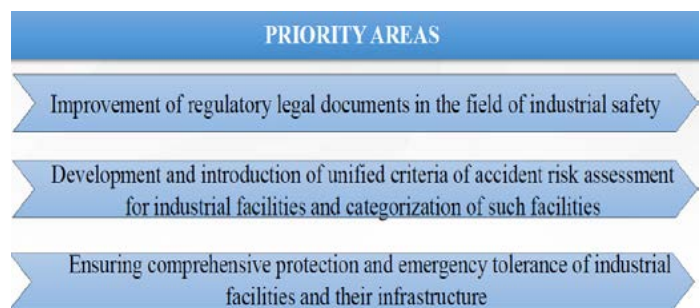 PRIORITY AREAS
Improvement of regulatory legal documents in the field of industrial safety
Development and introduction of unified criteria of accident risk assessment
for industrial facilities and categorization of such facilities
Ensuring comprehensive protection and emergency tolerance of industrial
facilities and their infrastructure